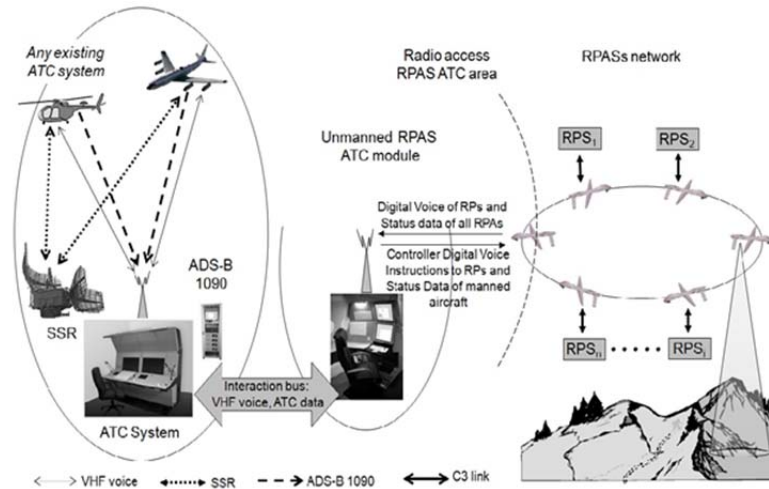 Any existing
ATC system
Radio access
RPAS ATC area
RPASs network
Unmanned RPAS
ATC module
RPS1
RPS2
Digital Voice of RPs and
Status data of all RPAs
Controller Digital Voice
Instructions to RPs and
Status Data of manned
aircraft
ADS-B
1090
SSR
RPSn
RPSi
Interaction bus:
VHF voice, ATC data
ATC System
VHF voice
SSR
ADS-B 1090
C3 link